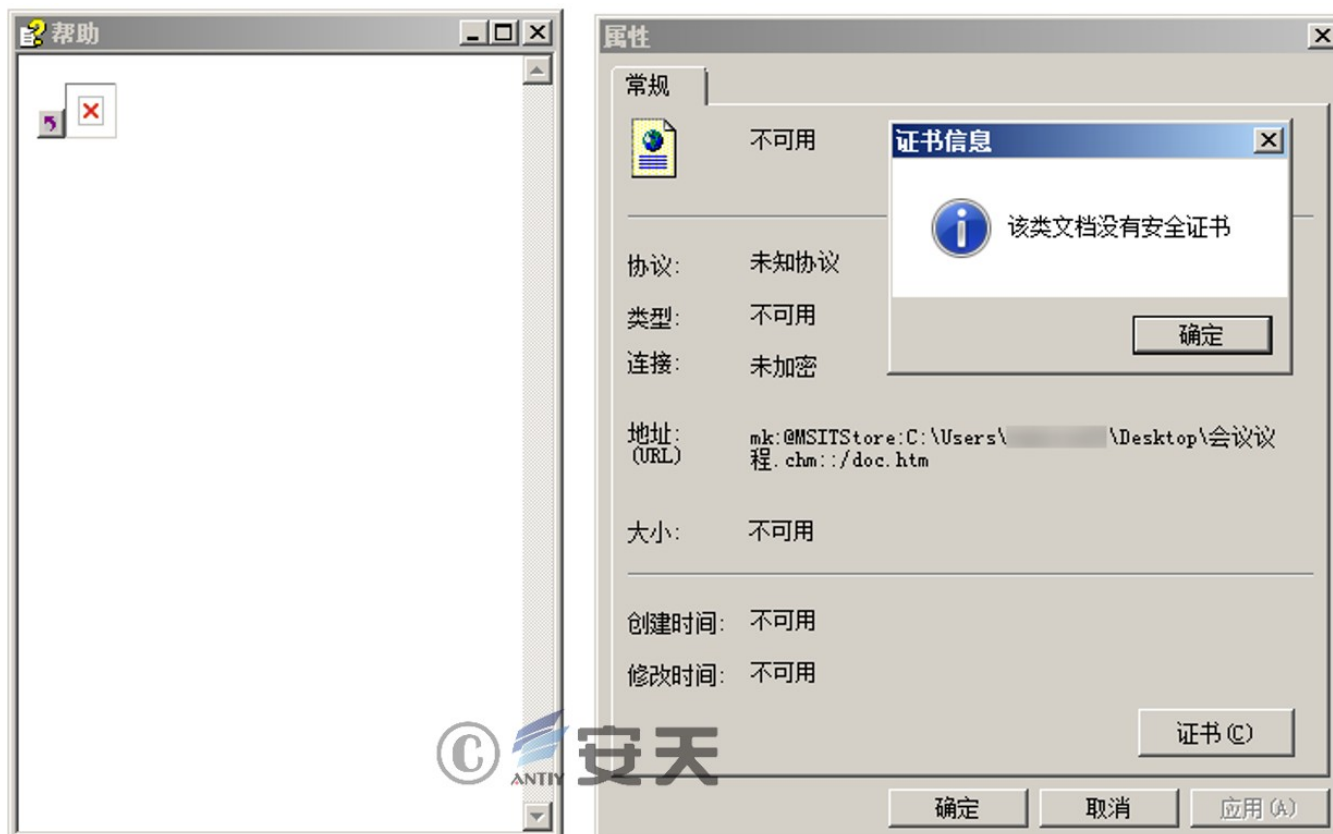 帮助
属性
常规
不可用
证书信息
该类文档没有安全证书
确定
协议:
未知协议
类型:
不可用
连接:
未加密
地址:
(URL)
mk:@MSITStore:C:\Users\ \Desktop\会议议
程.chm::/doc.htm
大小:
不可用
创建时间:
不可用
修改时间:
不可用
证书(C)
© ANTIY 安天
确定
取消
应用(A)